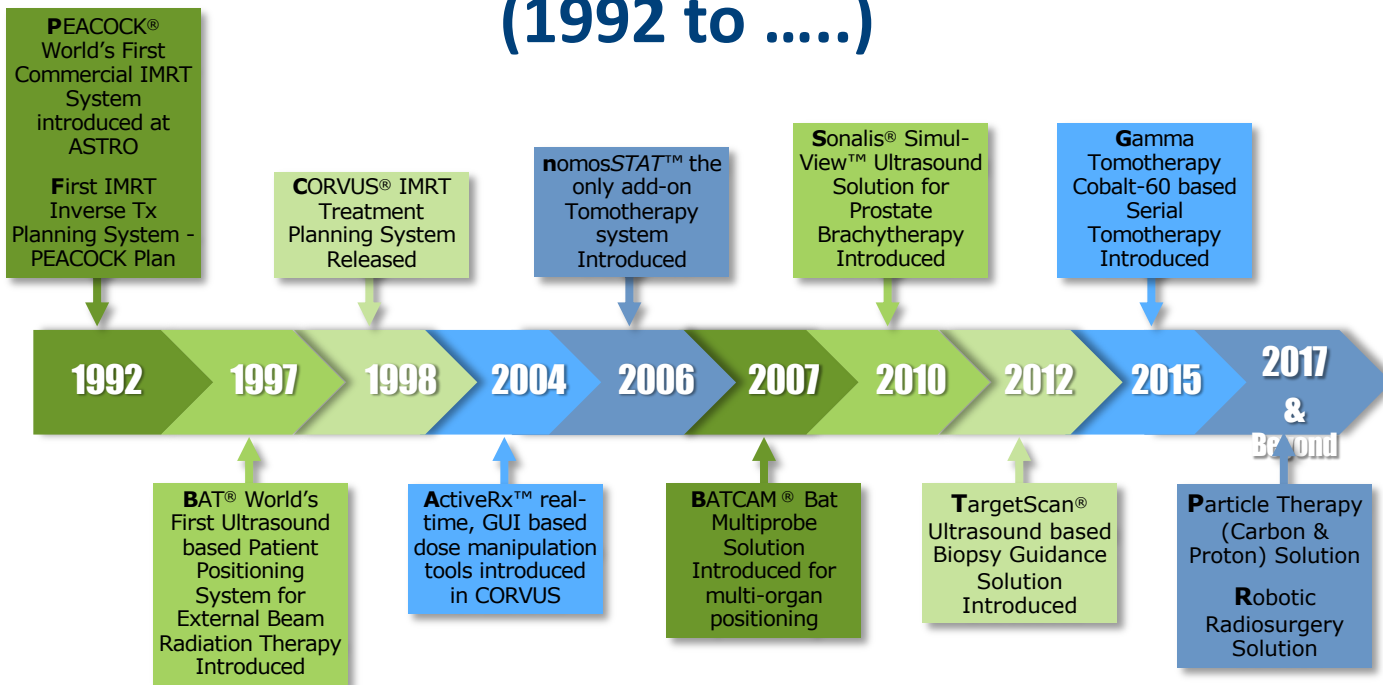 (1992 to .....)
PEACOCK®
World's First
Commercial IMRT
System
introduced at
ASTRO
First IMRT
Inverse Tx
Planning System -
PEACOCK Plan
CORVUS® IMRT
Treatment
Planning System
Released
nomosSTAT™ the
only add-on
Tomotherapy
system
Introduced
Sonalis® Simul-
View™ Ultrasound
Solution for
Prostate
Brachytherapy
Introduced
Gamma
Tomotherapy
Cobalt-60 based
Serial
Tomotherapy
Introduced
1992
1997
1998
2004
2006
2007
2010
2012
2015
2017
&
Beyond
BAT® World's
First Ultrasound
based Patient
Positioning
System for
External Beam
Radiation Therapy
Introduced
ActiveRx™ real-
time, GUI based
dose manipulation
tools introduced
in CORVUS
BATCAM ® Bat
Multiprobe
Solution
Introduced for
multi-organ
positioning
TargetScan®
Ultrasound based
Biopsy Guidance
Solution
Introduced
Particle Therapy
(Carbon &
Proton) Solution
Robotic
Radiosurgery
Solution